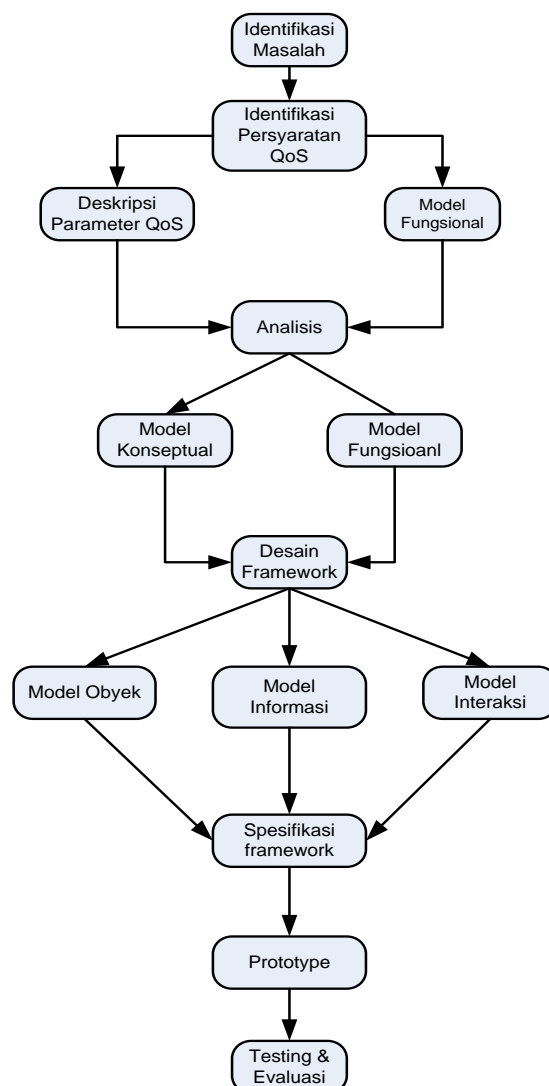 Identifikasi
Masalah
Identifikasi
Persyaratan
QoS
Deskripsi
Parameter QoS
Model
Fungsional
Analisis
Model
Konseptual
Model
Fungsioanl
Desain
Framework
Model Obyek
Model
Informasi
Model
Interaksi
Spesifikasi
framework
Prototype
Testing &
Evaluasi